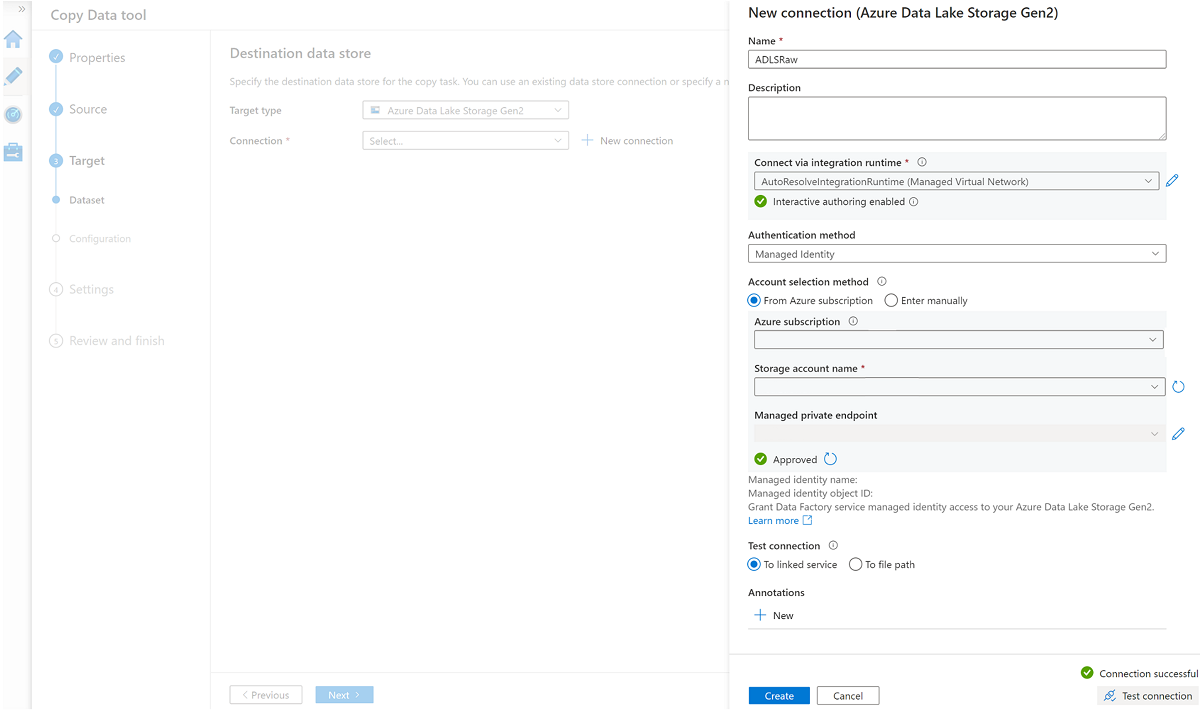 »
Copy Data tool
Properties
Source
3 Target
Dataset
Configuration
4 Settings
5 Review and finish
Destination data store
Specify the destination data store for the copy task. You can use an existing data store connection or specify a n
Target type
Azure Data Lake Storage Gen2
Connection *
Select...
New connection
< Previous
Next >
New connection (Azure Data Lake Storage Gen2)
Name *
ADLSRaw
Description
Connect via integration runtime *
AutoResolveIntegrationRuntime (Managed Virtual Network)
Interactive authoring enabled
Authentication method
Managed Identity
Account selection method
From Azure subscription Enter manually
Azure subscription
Storage account name *
Managed private endpoint
Approved
Managed identity name:
Managed identity object ID:
Grant Data Factory service managed identity access to your Azure Data Lake Storage Gen2.
Learn more
Test connection
To linked service To file path
Annotations
New
Connection successful
Create Cancel Test connection